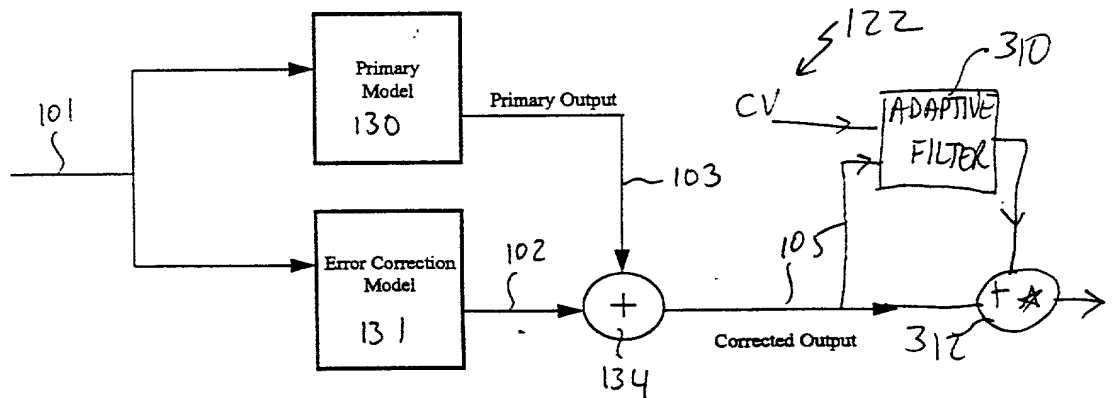 122
310
101
Primary
Model
130
Primary Output
CV
ADAPTIVE
FILTER
103
Error Correction
Model
131
102
+
134
105
105
Corrected Output
+ *
312